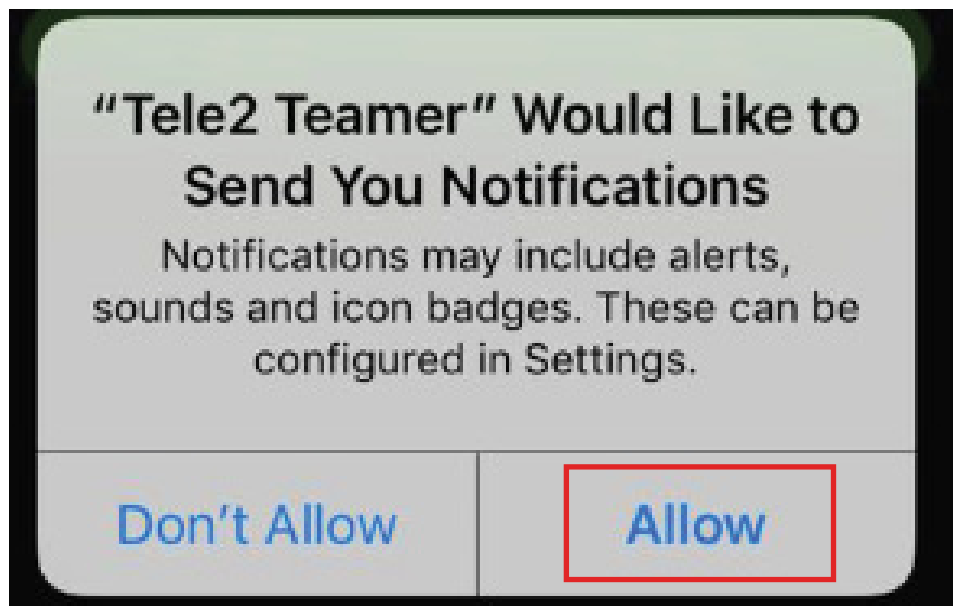 “Tele2 Teamer” Would Like to
Send You Notifications
Notifications may include alerts,
sounds and icon badges. These can be
configured in Settings.
Don’t Allow
Allow